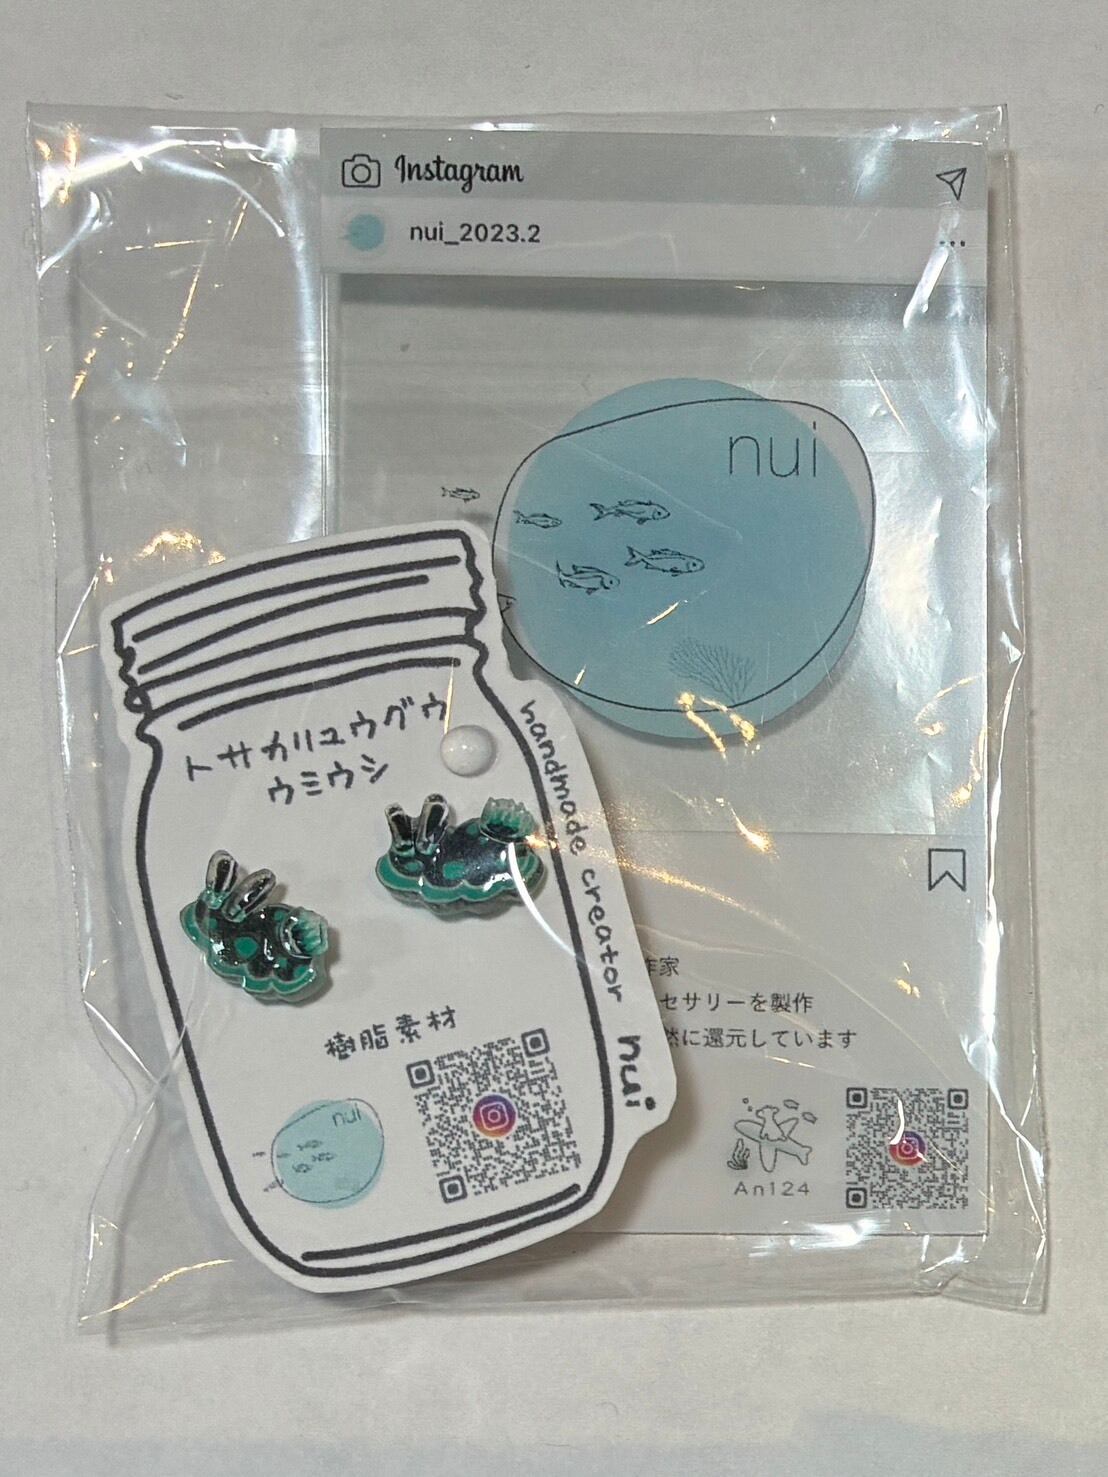 Instagram
nui_2023.2
nui
トサカリュウグウ
ウミウシ
handmade creator nui
樹脂素材
nui
作家
セサリーを製作
然に還元しています
An124